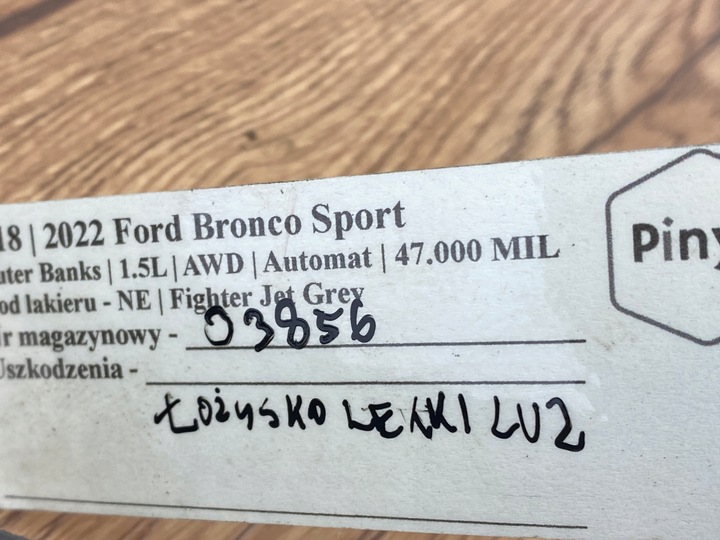 18 | 2022 Ford Bronco Sport
uter Banks | 1.5L | AWD | Automat | 47.000 MIL
od lakieru - NE | Fighter Jet Grey
r magazynowy - 03856
Uszkodzenia -
ŁOŻYSKO LEKKI LUZ
Piny